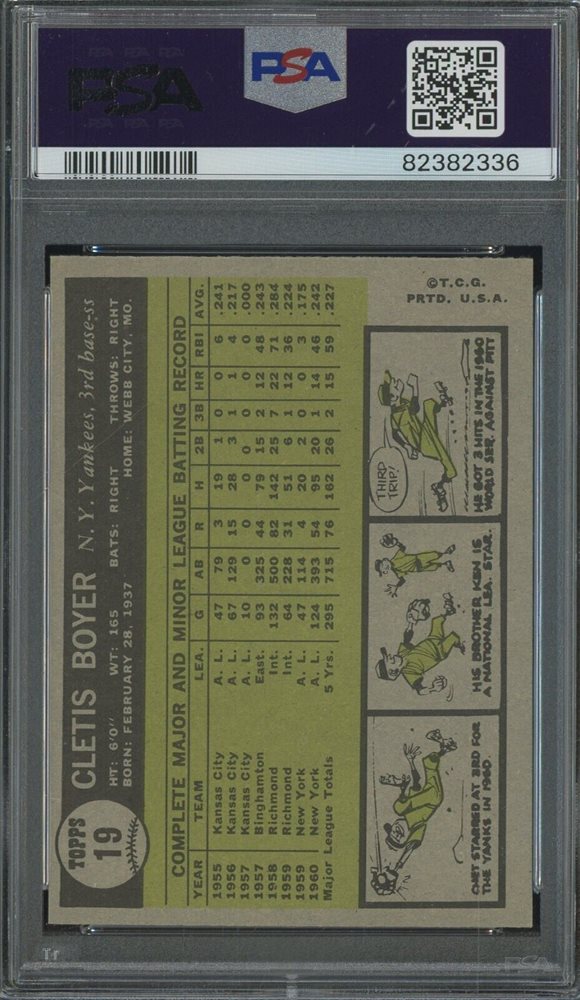 PSA
PSA
82382336
TOPPS
19
CLETIS BOYER N. Y. Yankees, 3rd base-ss
HT: 6'0" WT: 165 BATS: RIGHT THROWS: RIGHT
BORN: FEBRUARY 28, 1937 HOME: WEBB CITY, MO.
COMPLETE MAJOR AND MINOR LEAGUE BATTING RECORD
YEAR TEAM LEA. G AB R H 2B 3B HR RBI AVG.
1955 Kansas City A. L. 47 79 3 19 1 0 0 6 .241
1956 Kansas City A. L. 67 129 15 28 3 1 1 4 .217
1957 Kansas City A. L. 10 0 0 0 0 0 0 0 .000
1957 Binghamton East. 93 325 44 79 15 2 12 48 .243
1958 Richmond Int. 132 500 82 142 25 7 22 71 .284
1959 Richmond Int. 64 228 31 51 6 1 12 36 .224
1959 New York A. L. 47 114 4 20 2 0 0 3 .175
1960 New York A. L. 124 393 54 95 20 1 14 46 .242
Major League Totals 5 Yrs. 295 715 76 162 26 2 15 59 .227
CHET STARRED AT 3RD FOR
THE YANKS IN 1960
HIS BROTHER KEN IS
A NATIONAL LEA. STAR.
THIRD
TRIP!
HE GOT 3 HITS IN THE 1960
WORLD SER. AGAINST PITT
©T.C.G.
PRTD. U.S.A.
PSA